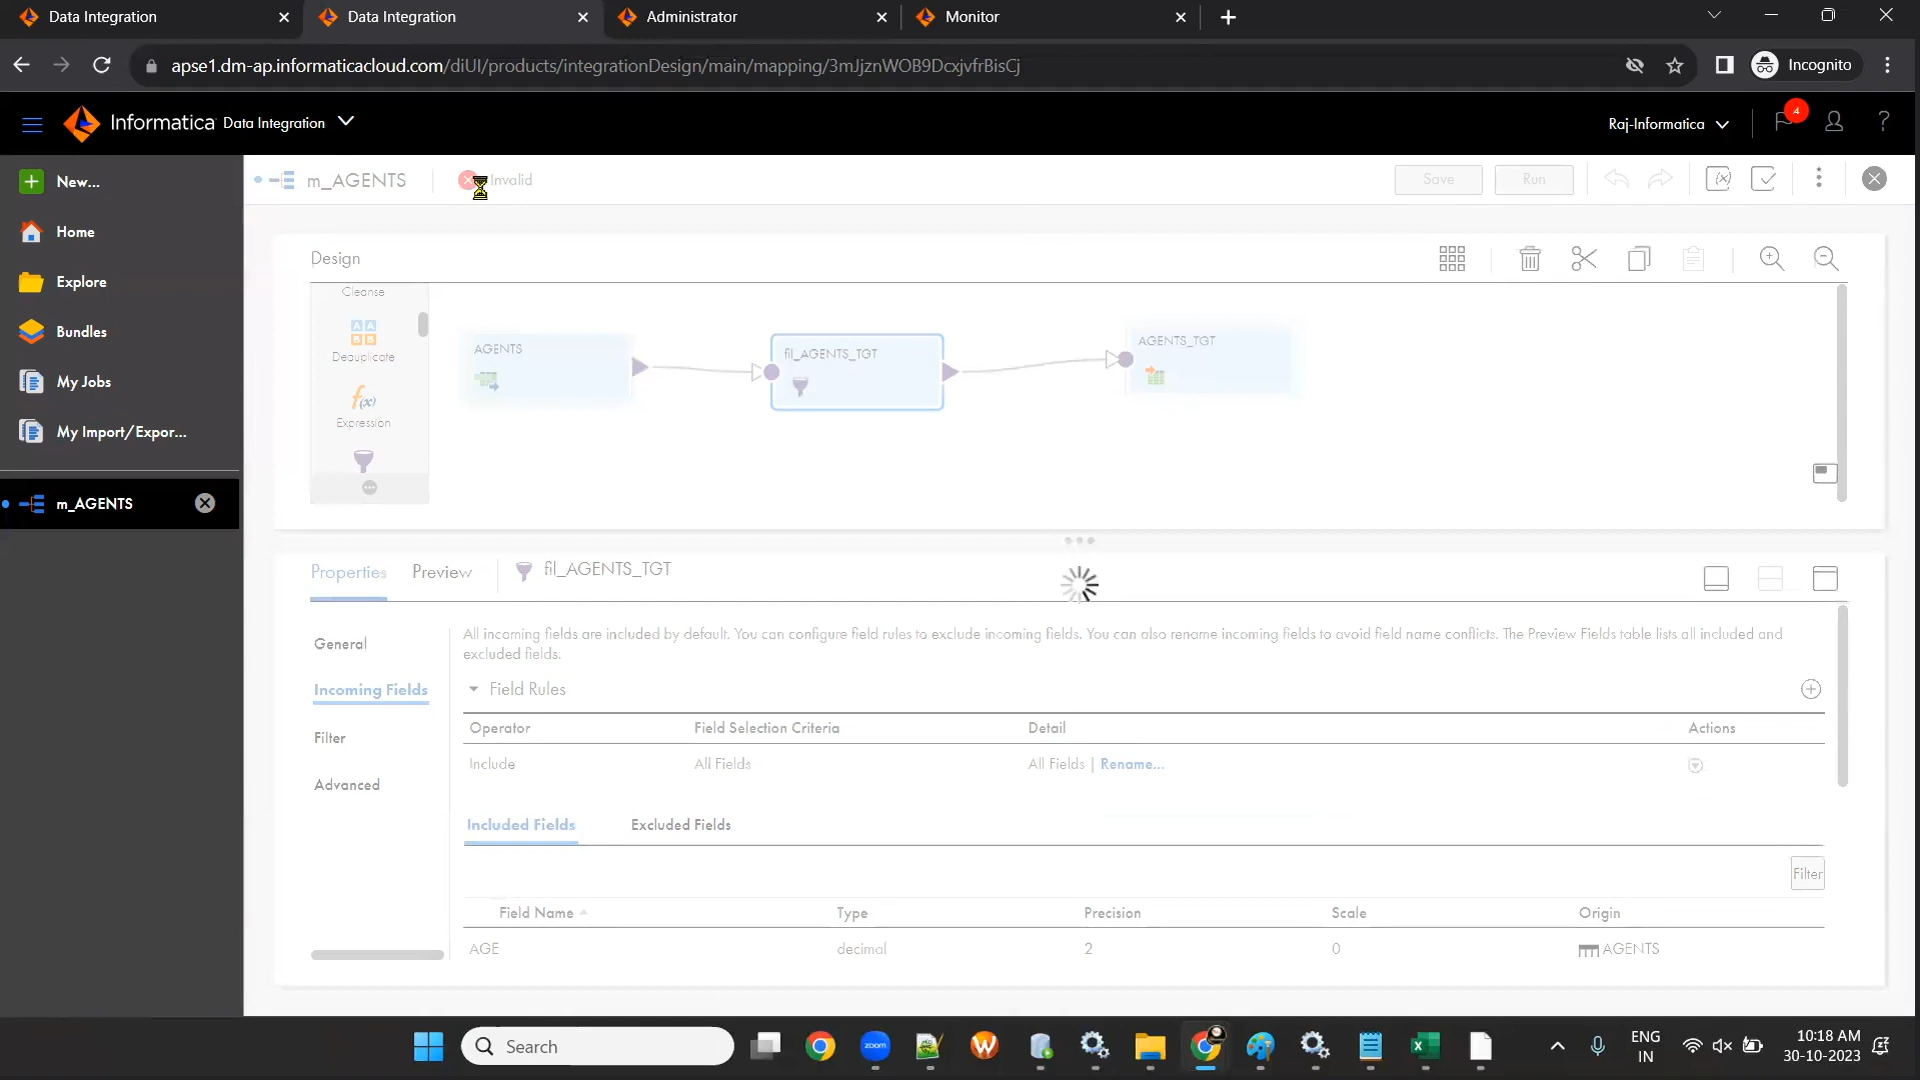 Data Integration
Data Integration
Administrator
Monitor
apse1.dm-ap.informaticacloud.com/diUI/products/integrationDesign/main/mapping/3mJjznWOB9DcxjvfrBisCj
Incognito
Informatica Data Integration
Raj-Informatica
4
?
New...
Home
Explore
Bundles
My Jobs
My Import/Expor...
m_AGENTS
m_AGENTS
Invalid
Save
Run
Design
Cleanse
Deduplicate
Expression
AGENTS
fil_AGENTS_TGT
AGENTS_TGT
Properties
Preview
fil_AGENTS_TGT
General
Incoming Fields
Filter
Advanced
All incoming fields are included by default. You can configure field rules to exclude incoming fields. You can also rename incoming fields to avoid field name conflicts. The Preview Fields table lists all included and
excluded fields.
Field Rules
Operator Field Selection Criteria Detail Actions
Include All Fields All Fields | Rename...
Included Fields Excluded Fields
Filter
Field Name Type Precision Scale Origin
AGE decimal 2 0 AGENTS
Search
zoom
ENG
IN
10:18 AM
30-10-2023